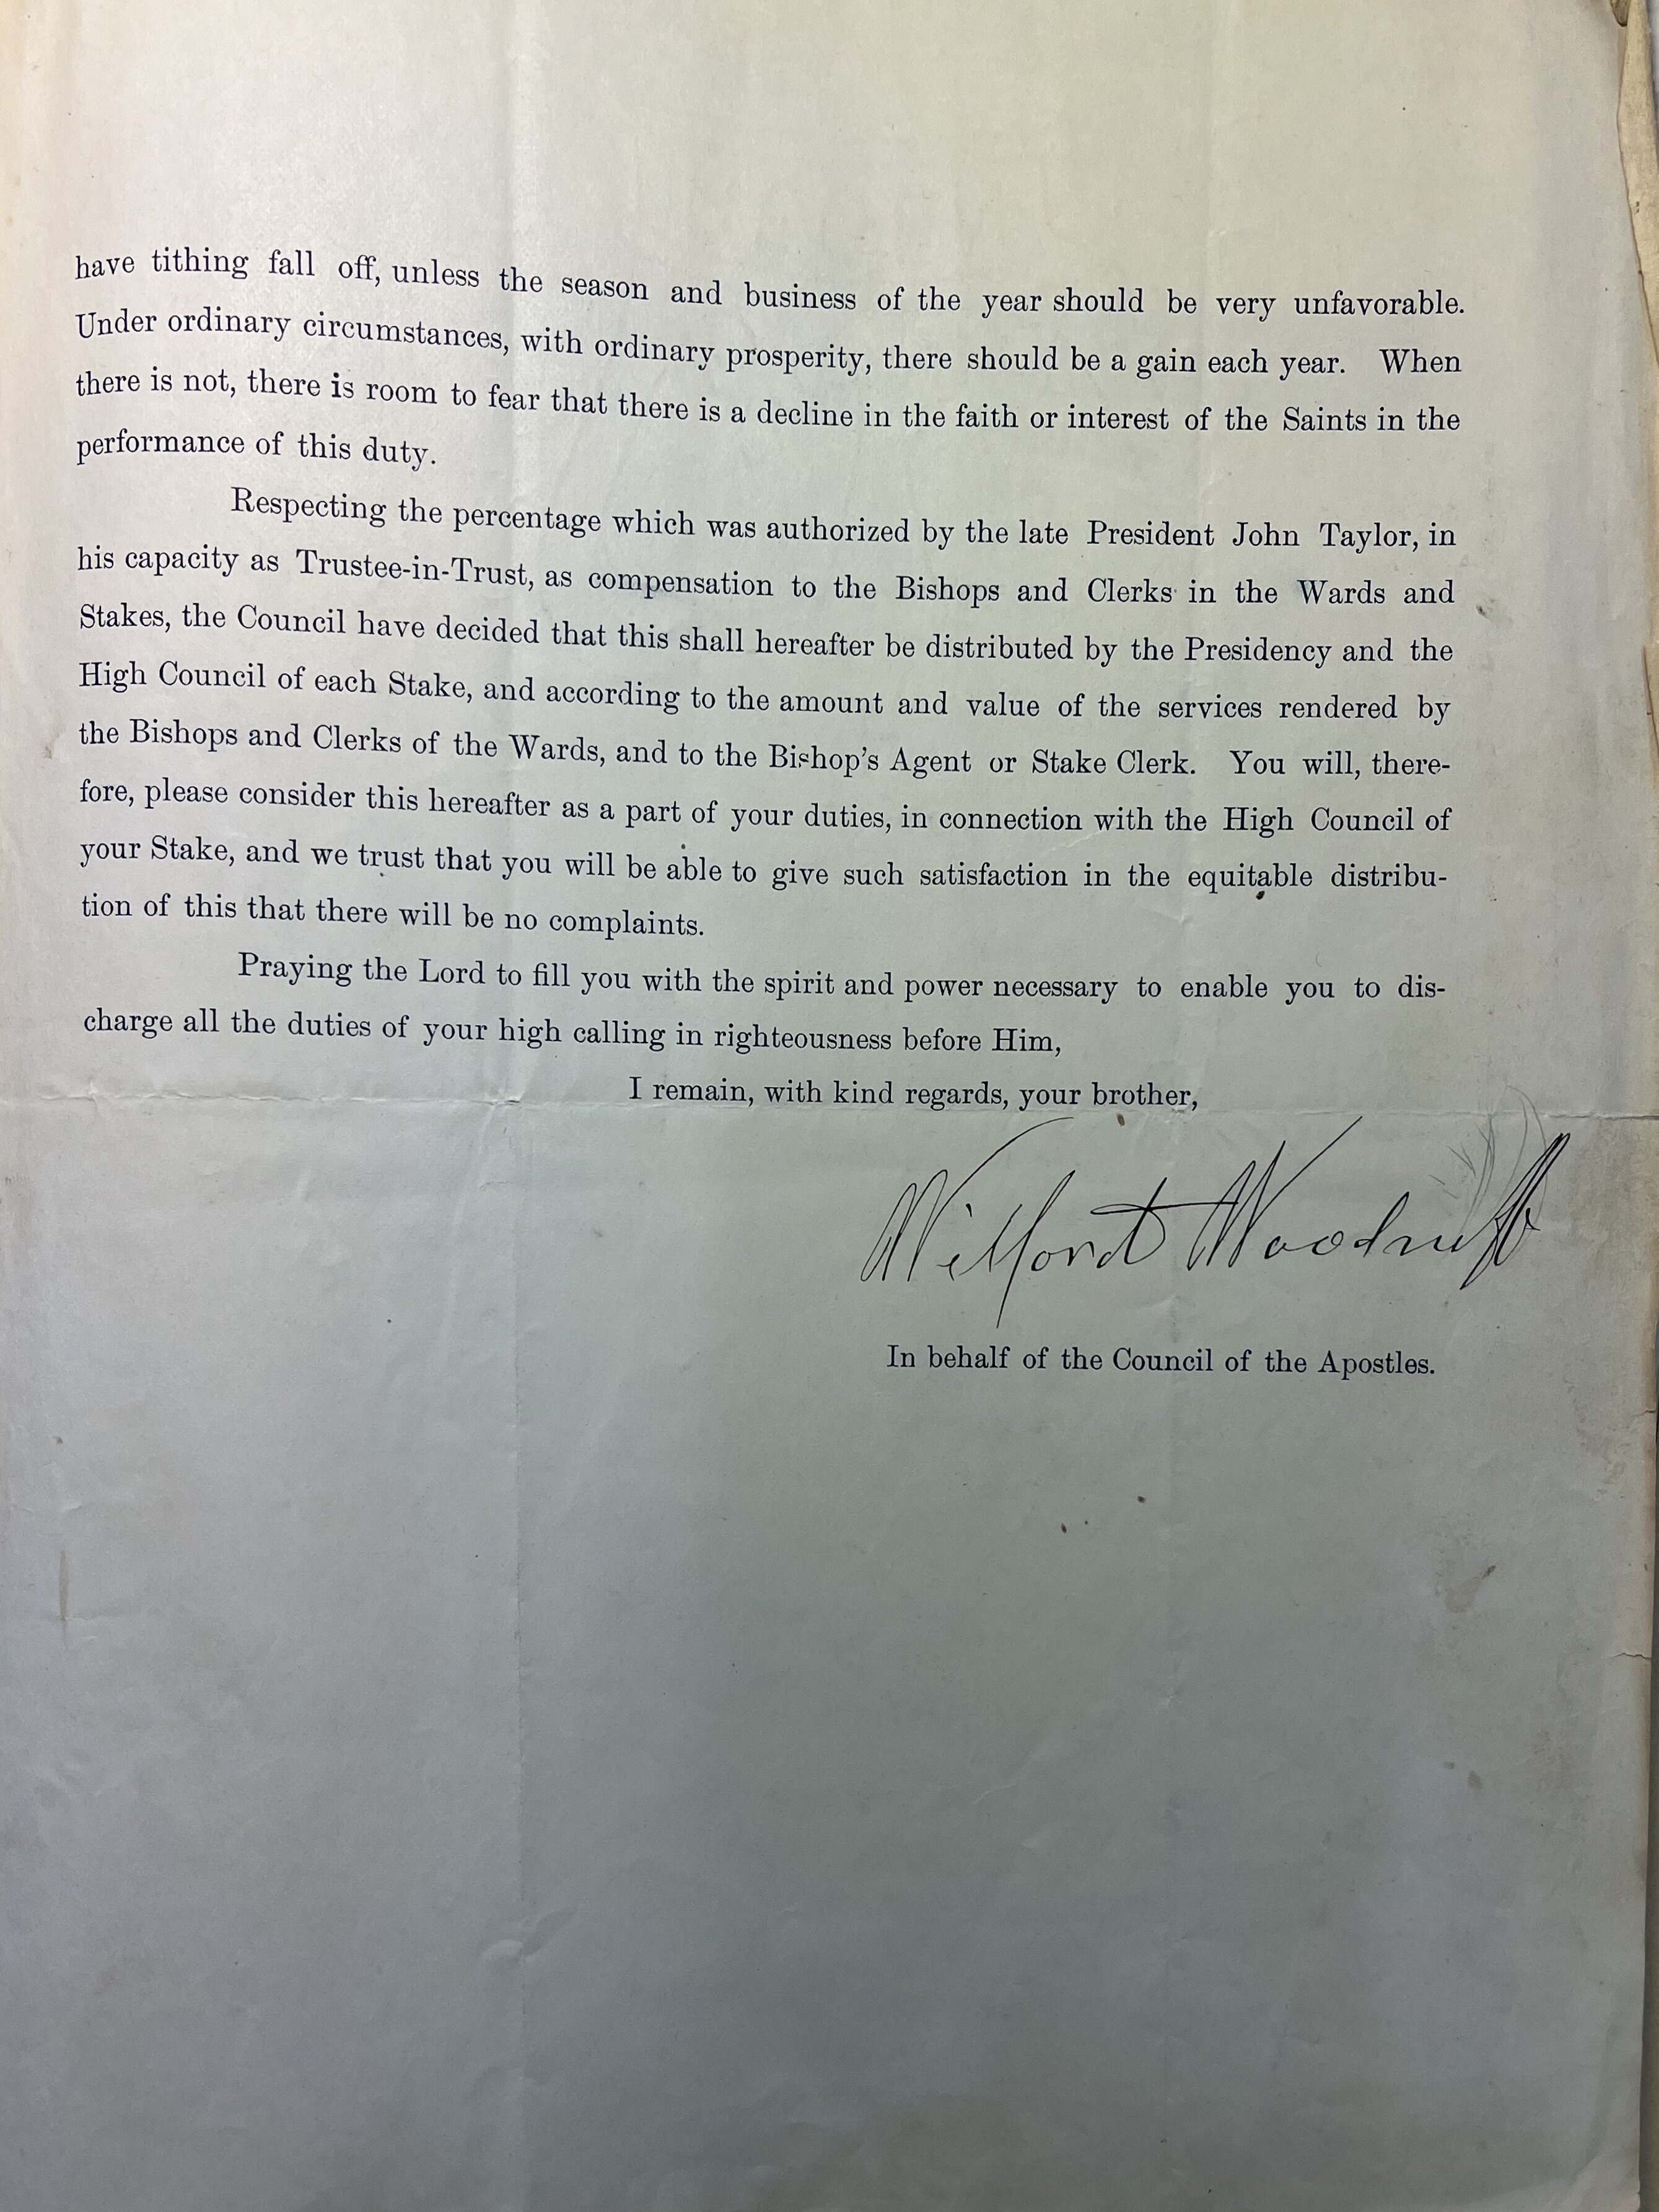 have tithing fall off, unless the season and business of the year should be very unfavorable.
Under ordinary circumstances, with ordinary prosperity, there should be a gain each year. When
there is not, there is room to fear that there is a decline in the faith or interest of the Saints in the
performance of this duty.
Respecting the percentage which was authorized by the late President John Taylor, in
his capacity as Trustee-in-Trust, as compensation to the Bishops and Clerks in the Wards and
Stakes, the Council have decided that this shall hereafter be distributed by the Presidency and the
High Council of each Stake, and according to the amount and value of the services rendered by
the Bishops and Clerks of the Wards, and to the Bishop's Agent or Stake Clerk. You will, there-
fore, please consider this hereafter as a part of your duties, in connection with the High Council of
your Stake, and we trust that you will be able to give such satisfaction in the equitable distribu-
tion of this that there will be no complaints.
Praying the Lord to fill you with the spirit and power necessary to enable you to dis-
charge all the duties of your high calling in righteousness before Him,
I remain, with kind regards, your brother,
Wilford Woodruff
In behalf of the Council of the Apostles.